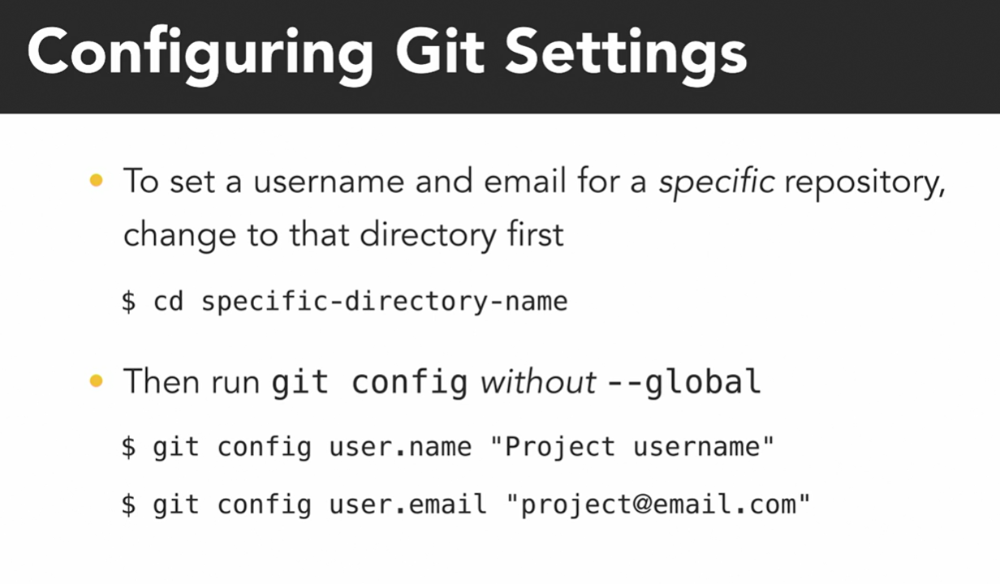 Configuring Git Settings
To set a username and email for a specific repository,
change to that directory first
$ cd specific-directory-name
Then run git config without --global
$ git config user.name "Project username"
$ git config user.email "project@email.com"